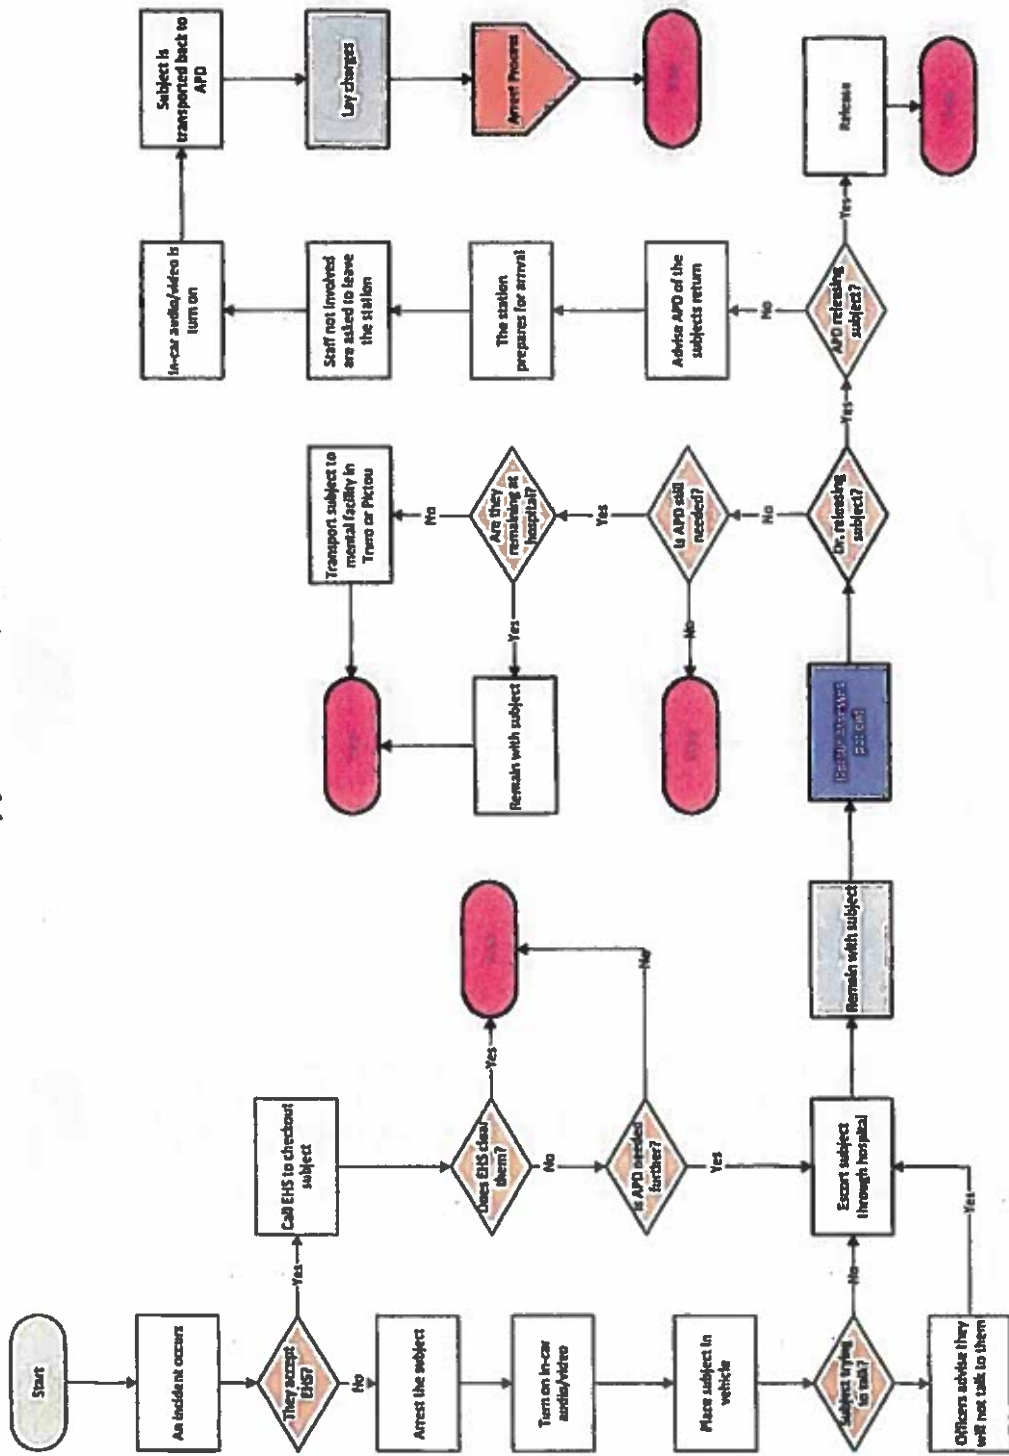 Start
An incident occurs
They accept
EHS?
Yes
No
Call EHS to checkout
subject
Does EHS clear
them?
Yes
No
Is APD needed
further?
No
Yes
Arrest the subject
Turn on in-car
audio/video
Place subject in
vehicle
Subject trying
to talk?
No
Officers advise they
will not talk to them
Yes
Escort subject
through hospital
Remain with subject
Dr. releasing
subject?
No
Yes
Is APD still
needed?
No
Yes
Are they
remaining at
hospital?
Yes
No
Remain with subject
Transport subject to
mental facility in
Truro or Pictou
APD releasing
subject?
Yes
No
Release
Advise APD of the
subjects return
The station
prepares for arrival
Staff not involved
are asked to leave
the station
In-car audio/video is
turn on
Subject is
transported back to
APD
Lay charges
Arrest Process